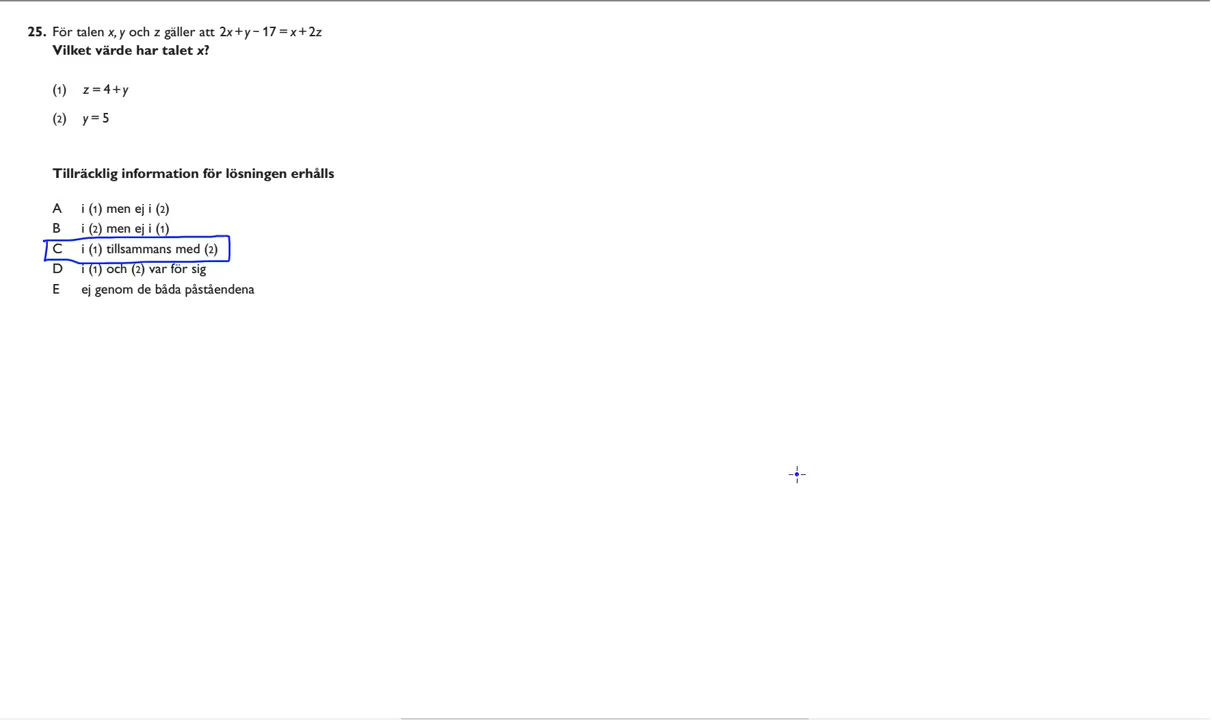 25. För talen x, y och z gäller att 2x + y − 17 = x + 2z
Vilket värde har talet x?
(1) z = 4 + y
(2) y = 5
Tillräcklig information för lösningen erhålls
A i (1) men ej i (2)
B i (2) men ej i (1)
C i (1) tillsammans med (2)
D i (1) och (2) var för sig
E ej genom de båda påståendena